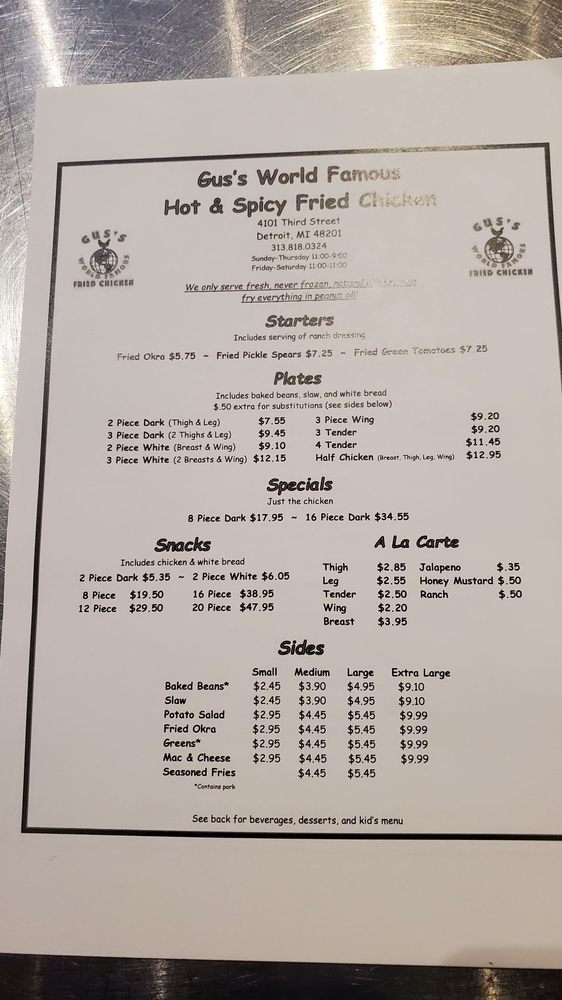 Gus's World Famous
Hot & Spicy Fried Chicken
GUS'S
WORLD FAMOUS
FRIED CHICKEN
GUS'S
WORLD FAMOUS
FRIED CHICKEN
4101 Third Street
Detroit, MI 48201
313.818.0324
Sunday-Thursday 11:00-9:00
Friday-Saturday 11:00-11:00
We only serve fresh, never frozen, natural
fry everything in peanut oil!
Starters
Includes serving of ranch dressing
Fried Okra $5.75 ~ Fried Pickle Spears $7.25 ~ Fried Green Tomatoes $7.25
Plates
Includes baked beans, slaw, and white bread
$.50 extra for substitutions (see sides below)
2 Piece Dark (Thigh & Leg) $7.55 3 Piece Wing $9.20
3 Piece Dark (2 Thighs & Leg) $9.45 3 Tender $9.20
2 Piece White (Breast & Wing) $9.10 4 Tender $11.45
3 Piece White (2 Breasts & Wing) $12.15 Half Chicken (Breast, Thigh, Leg, Wing) $12.95
Specials
Just the chicken
8 Piece Dark $17.95 ~ 16 Piece Dark $34.55
Snacks
Includes chicken & white bread
2 Piece Dark $5.35 ~ 2 Piece White $6.05
8 Piece $19.50 16 Piece $38.95
12 Piece $29.50 20 Piece $47.95
A La Carte
Thigh $2.85 Jalapeno $.35
Leg $2.55 Honey Mustard $.50
Tender $2.50 Ranch $.50
Wing $2.20
Breast $3.95
Sides
Small Medium Large Extra Large
Baked Beans* $2.45 $3.90 $4.95 $9.10
Slaw $2.45 $3.90 $4.95 $9.10
Potato Salad $2.95 $4.45 $5.45 $9.99
Fried Okra $2.95 $4.45 $5.45 $9.99
Greens* $2.95 $4.45 $5.45 $9.99
Mac & Cheese $2.95 $4.45 $5.45 $9.99
Seasoned Fries $4.45 $5.45
*Contains pork
See back for beverages, desserts, and kid's menu